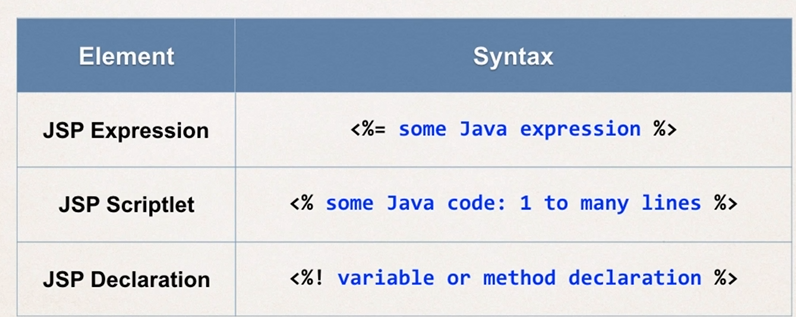 Element Syntax
JSP Expression <%= some Java expression %>
JSP Scriptlet <% some Java code: 1 to many lines %>
JSP Declaration <%! variable or method declaration %>